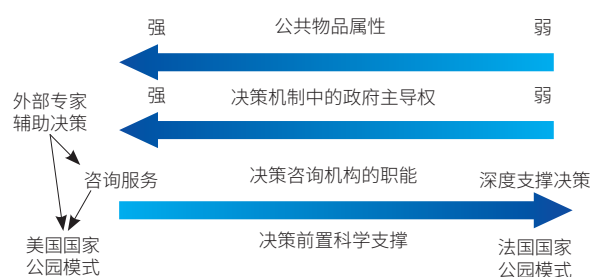 强 公共物品属性 弱
强 决策机制中的政府主导权 弱
外部专家
辅助决策
咨询服务 决策咨询机构的职能 深度支撑决策
决策前置科学支撑
美国国家
公园模式
法国国家
公园模式